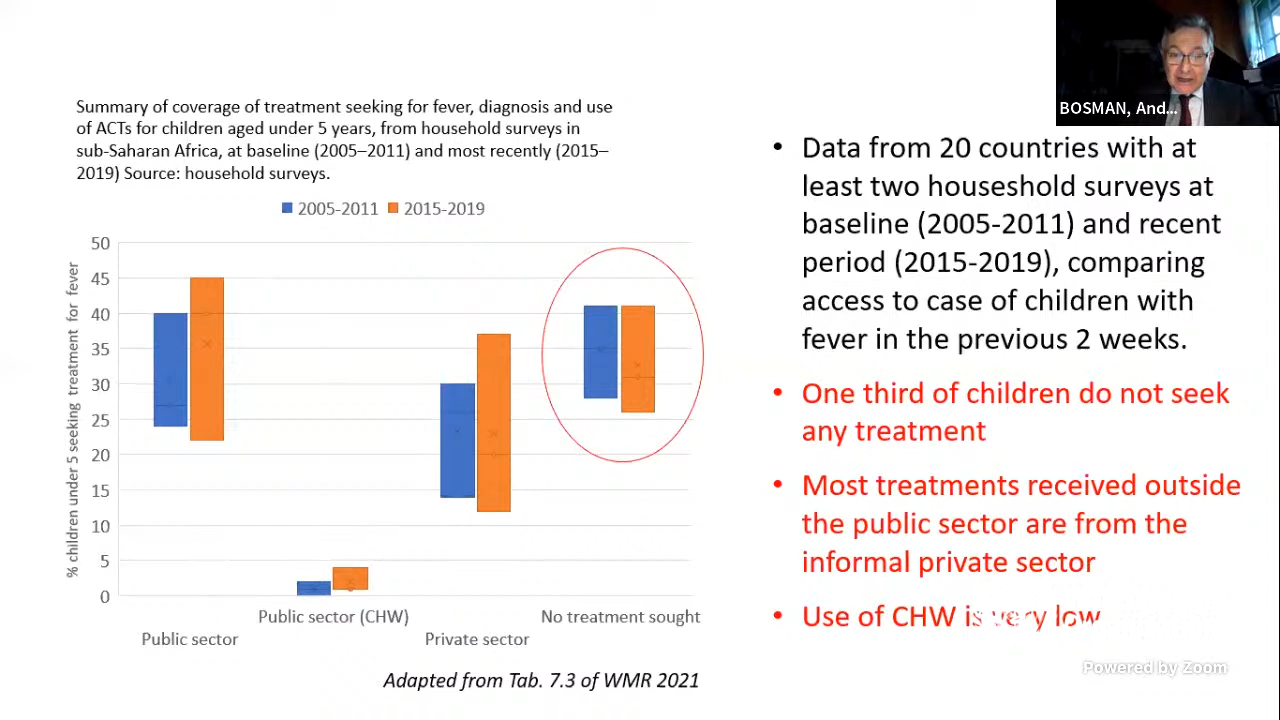 BOSMAN, And...
Summary of coverage of treatment seeking for fever, diagnosis and use
of ACTs for children aged under 5 years, from household surveys in
sub-Saharan Africa, at baseline (2005–2011) and most recently (2015–
2019) Source: household surveys.
2005-2011 2015-2019
% children under 5 seeking treatment for fever
50
45
40
35
30
25
20
15
10
5
0
Public sector
Public sector (CHW)
Private sector
No treatment sought
Adapted from Tab. 7.3 of WMR 2021
• Data from 20 countries with at
least two houseshold surveys at
baseline (2005-2011) and recent
period (2015-2019), comparing
access to case of children with
fever in the previous 2 weeks.
• One third of children do not seek
any treatment
• Most treatments received outside
the public sector are from the
informal private sector
• Use of CHW is very low
Powered by Zoom